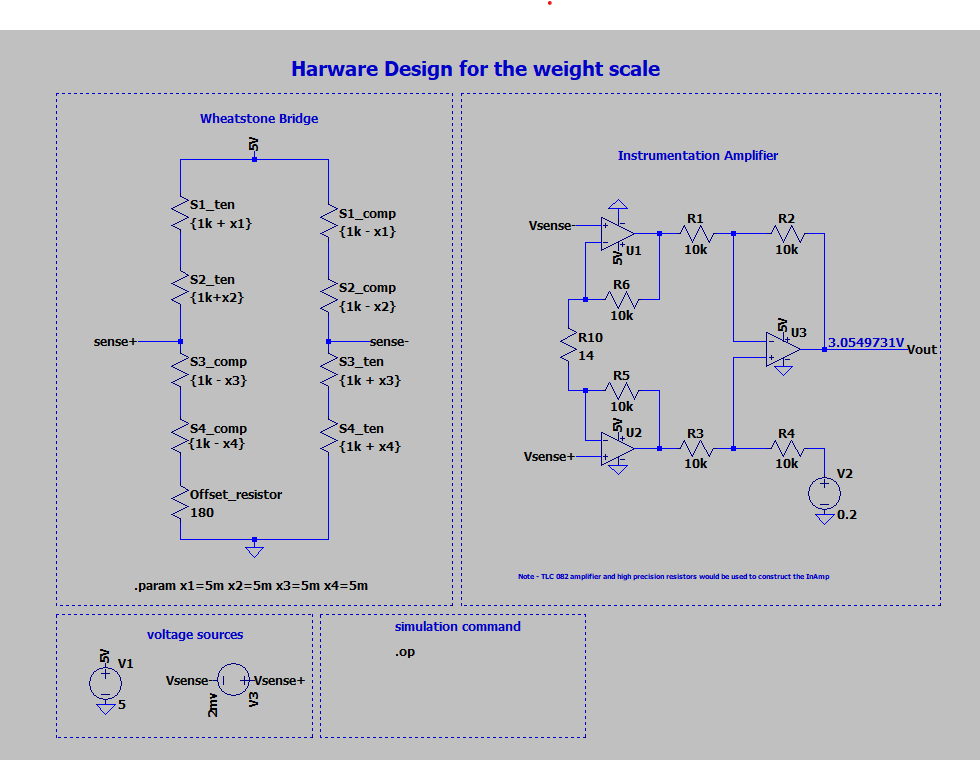 Harware Design for the weight scale
Wheatstone Bridge
5V
S1_ten
{1k + x1}
S1_comp
{1k - x1}
S2_ten
{1k+x2}
S2_comp
{1k - x2}
sense+
sense-
S3_comp
{1k - x3}
S3_ten
{1k + x3}
S4_comp
{1k - x4}
S4_ten
{1k + x4}
Offset_resistor
180
.param x1=5m x2=5m x3=5m x4=5m
Instrumentation Amplifier
Vsense-
U1
5V
R1
10k
R2
10k
R6
10k
R10
14
5V
U3
3.0549731V
Vout
R5
10k
5V
U2
Vsense+
R3
10k
R4
10k
V2
0.2
Note - TLC 082 amplifier and high precision resistors would be used to construct the InAmp
voltage sources
5V
V1
5
Vsense-
Vsense+
2mv
V3
simulation command
.op